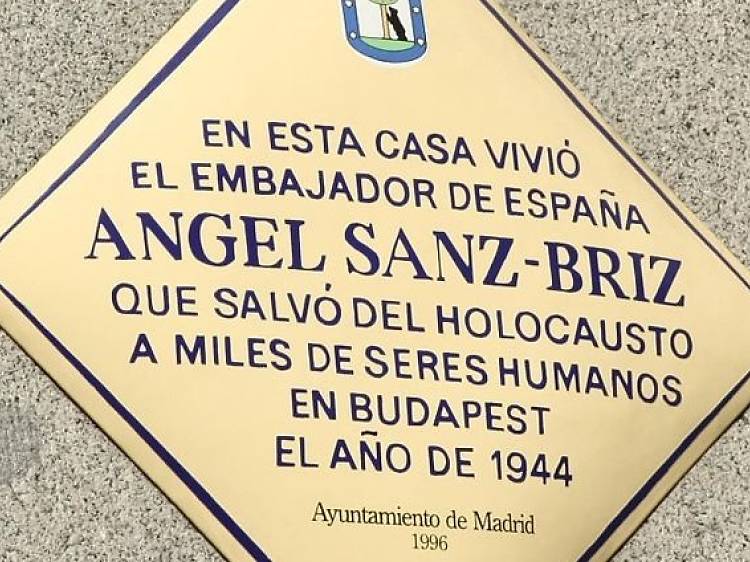 EN ESTA CASA VIVIÓ
EL EMBAJADOR DE ESPAÑA
ANGEL SANZ-BRIZ
QUE SALVÓ DEL HOLOCAUSTO
A MILES DE SERES HUMANOS
EN BUDAPEST
EL AÑO DE 1944
Ayuntamiento de Madrid
1996